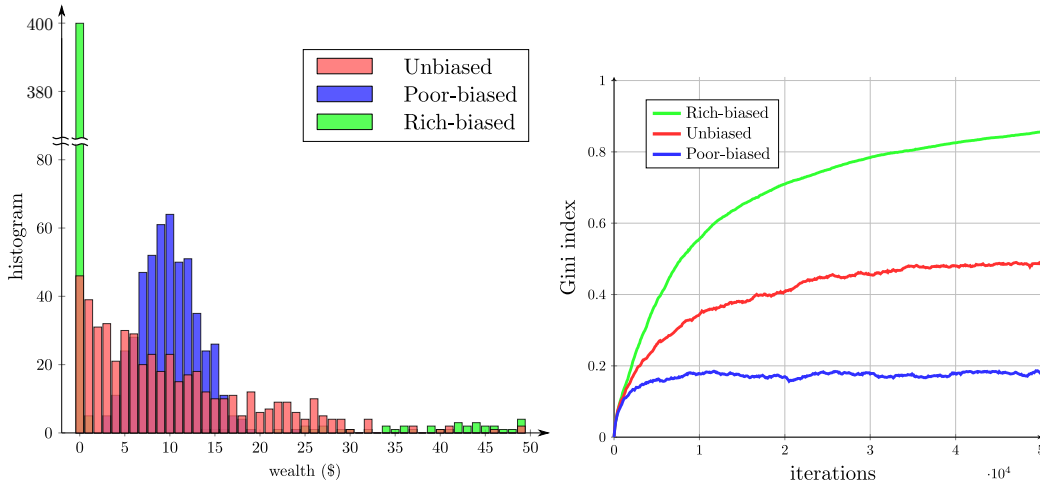 400
380
80
60
40
20
0
histogram
Unbiased
Poor-biased
Rich-biased
0 5 10 15 20 25 30 35 40 45 50
wealth ($)
1
0.8
0.6
0.4
0.2
0
Gini index
Rich-biased
Unbiased
Poor-biased
0 1 2 3 4 5
iterations
·10⁴